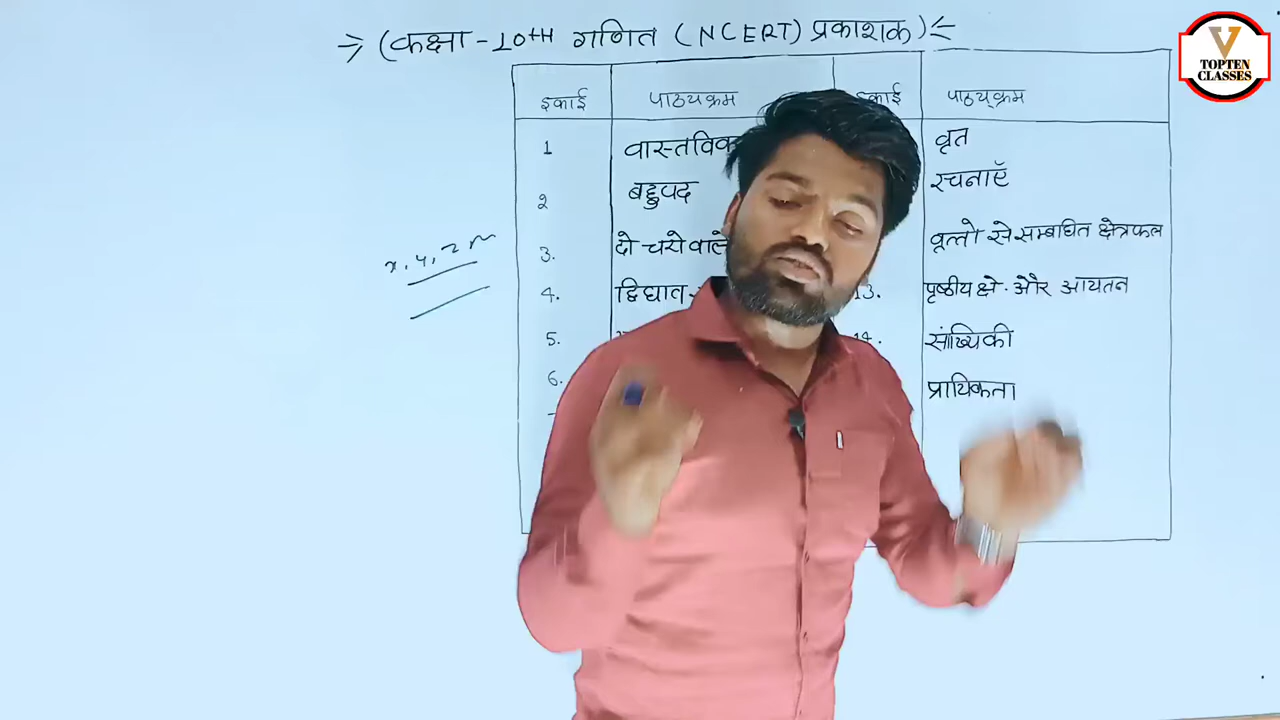 → (कक्षा - 10TH गणित (NCERT) प्रकाशक) ←
V
TOPTEN
CLASSES
इकाई पाठ्यक्रम पाठ्यक्रम
1 वृत
2 बहुपद रचनाएँ
3. दो चरो वाले वृत्तो से सम्बधित क्षेत्रफल
x, y, z
4. द्विघात 13. पृष्ठीय क्षे. और आयतन
5. 14. सांख्यिकी
6. प्रायिकता